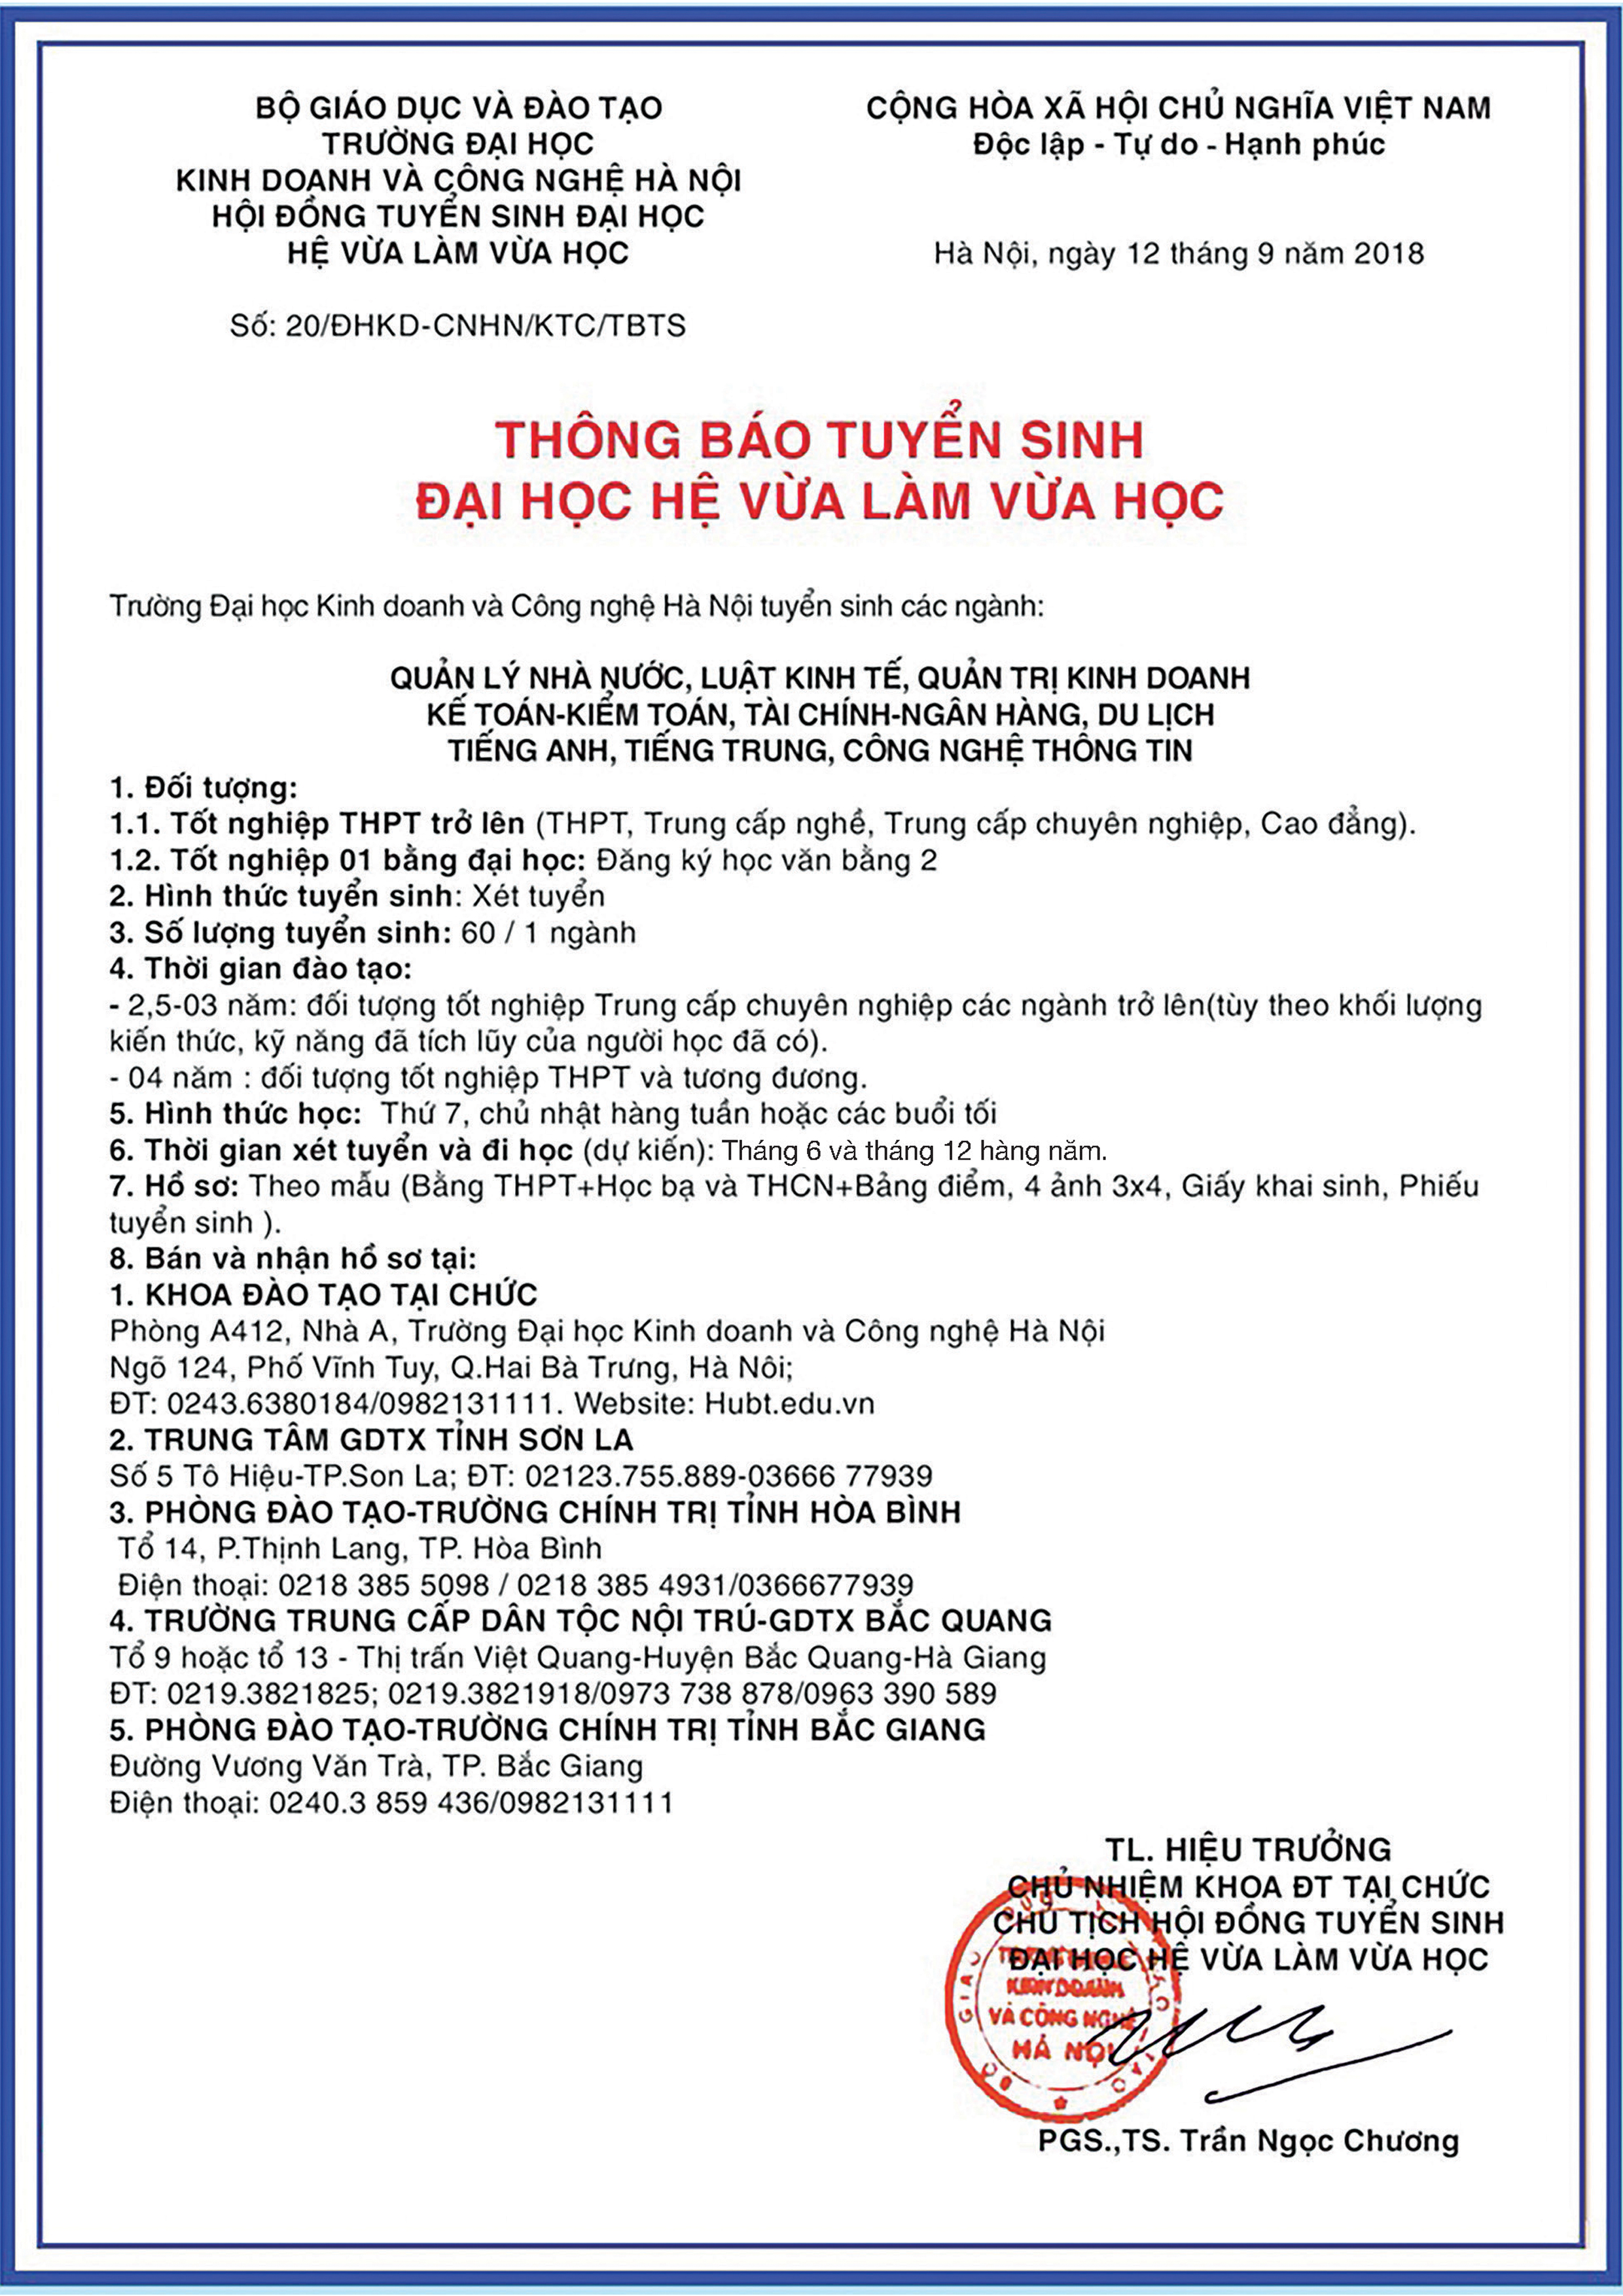 BỘ GIÁO DỤC VÀ ĐÀO TẠO
TRƯỜNG ĐẠI HỌC
KINH DOANH VÀ CÔNG NGHỆ HÀ NỘI
HỘI ĐỒNG TUYỂN SINH ĐẠI HỌC
HỆ VỪA LÀM VỪA HỌC
Số: 20/ĐHKD-CNHN/KTC/TBTS
CỘNG HÒA XÃ HỘI CHỦ NGHĨA VIỆT NAM
Độc lập - Tự do - Hạnh phúc
Hà Nội, ngày 12 tháng 9 năm 2018
THÔNG BÁO TUYỂN SINH
ĐẠI HỌC HỆ VỪA LÀM VỪA HỌC
Trường Đại học Kinh doanh và Công nghệ Hà Nội tuyển sinh các ngành:
QUẢN LÝ NHÀ NƯỚC, LUẬT KINH TẾ, QUẢN TRỊ KINH DOANH
KẾ TOÁN-KIỂM TOÁN, TÀI CHÍNH-NGÂN HÀNG, DU LỊCH
TIẾNG ANH, TIẾNG TRUNG, CÔNG NGHỆ THÔNG TIN
1. Đối tượng:
1.1. Tốt nghiệp THPT trở lên (THPT, Trung cấp nghề, Trung cấp chuyên nghiệp, Cao đẳng).
1.2. Tốt nghiệp 01 bằng đại học: Đăng ký học văn bằng 2
2. Hình thức tuyển sinh: Xét tuyển
3. Số lượng tuyển sinh: 60 / 1 ngành
4. Thời gian đào tạo:
- 2,5-03 năm: đối tượng tốt nghiệp Trung cấp chuyên nghiệp các ngành trở lên(tùy theo khối lượng
kiến thức, kỹ năng đã tích lũy của người học đã có).
- 04 năm : đối tượng tốt nghiệp THPT và tương đương.
5. Hình thức học: Thứ 7, chủ nhật hàng tuần hoặc các buổi tối
6. Thời gian xét tuyển và đi học (dự kiến): Tháng 6 và tháng 12 hàng năm.
7. Hồ sơ: Theo mẫu (Bằng THPT+Học bạ và THCN+Bảng điểm, 4 ảnh 3x4, Giấy khai sinh, Phiếu
tuyển sinh ).
8. Bán và nhận hồ sơ tại:
1. KHOA ĐÀO TẠO TẠI CHỨC
Phòng A412, Nhà A, Trường Đại học Kinh doanh và Công nghệ Hà Nội
Ngõ 124, Phố Vĩnh Tuy, Q.Hai Bà Trưng, Hà Nôi;
ĐT: 0243.6380184/0982131111. Website: Hubt.edu.vn
2. TRUNG TÂM GDTX TỈNH SƠN LA
Số 5 Tô Hiệu-TP.Son La; ĐT: 02123.755.889-03666 77939
3. PHÒNG ĐÀO TẠO-TRƯỜNG CHÍNH TRỊ TỈNH HÒA BÌNH
Tổ 14, P.Thịnh Lang, TP. Hòa Bình
Điện thoại: 0218 385 5098 / 0218 385 4931/0366677939
4. TRƯỜNG TRUNG CẤP DÂN TỘC NỘI TRÚ-GDTX BẮC QUANG
Tổ 9 hoặc tổ 13 - Thị trấn Việt Quang-Huyện Bắc Quang-Hà Giang
ĐT: 0219.3821825; 0219.3821918/0973 738 878/0963 390 589
5. PHÒNG ĐÀO TẠO-TRƯỜNG CHÍNH TRỊ TỈNH BẮC GIANG
Đường Vương Văn Trà, TP. Bắc Giang
Điện thoại: 0240.3 859 436/0982131111
TL. HIỆU TRƯỞNG
CHỦ NHIỆM KHOA ĐT TẠI CHỨC
CHỦ TỊCH HỘI ĐỒNG TUYỂN SINH
ĐẠI HỌC HỆ VỪA LÀM VỪA HỌC
KINH DOANH
VÀ CÔNG NGHỆ
HÀ NỘI
PGS.,TS. Trần Ngọc Chương